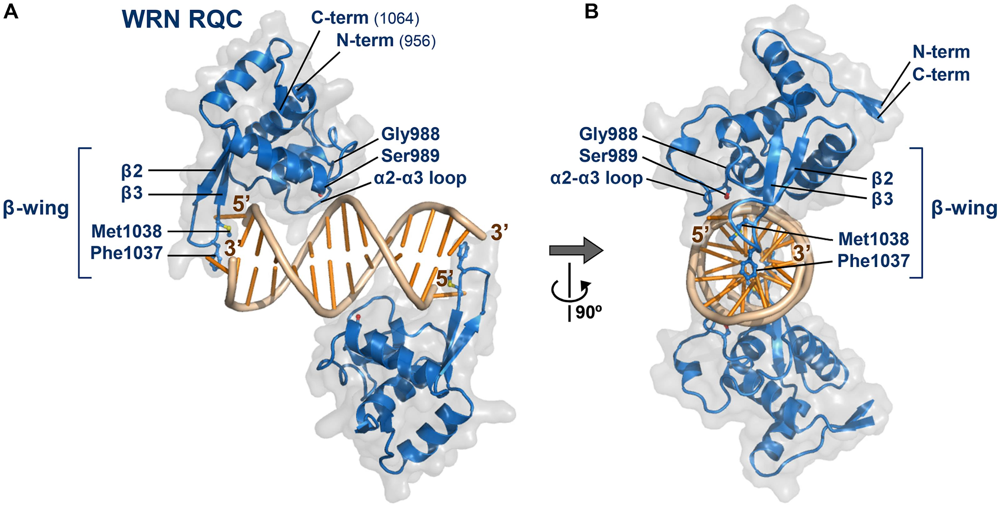 A
WRN RQC
C-term (1064)
N-term (956)
Gly988
Ser989
α2-α3 loop
β2
β3
β-wing
Met1038
Phe1037
5’
3’
3’
5’
90º
B
N-term
C-term
Gly988
Ser989
α2-α3 loop
β2
β3
β-wing
Met1038
Phe1037
5’
3’